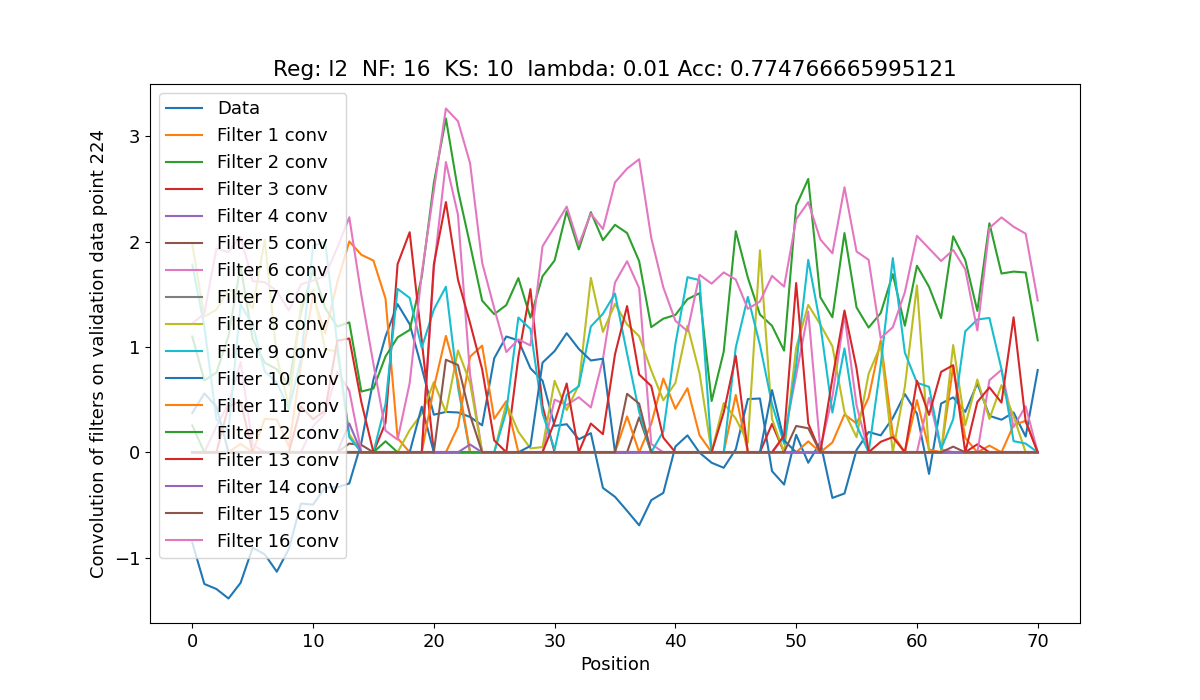 Reg: l2  NF: 16  KS: 10  lambda: 0.01 Acc: 0.774766665995121
Convolution of filters on validation data point 224
3
2
1
0
−1
Data
Filter 1 conv
Filter 2 conv
Filter 3 conv
Filter 4 conv
Filter 5 conv
Filter 6 conv
Filter 7 conv
Filter 8 conv
Filter 9 conv
Filter 10 conv
Filter 11 conv
Filter 12 conv
Filter 13 conv
Filter 14 conv
Filter 15 conv
Filter 16 conv
0 10 20 30 40 50 60 70
Position